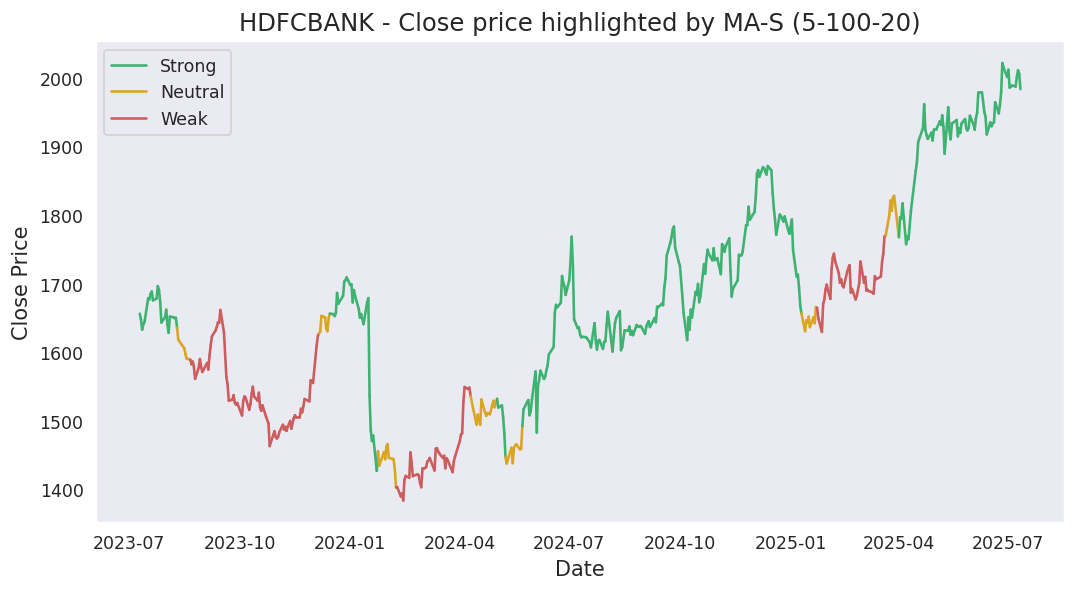 HDFCBANK - Close price highlighted by MA-S (5-100-20)
Strong
Neutral
Weak
Close Price
2000
1900
1800
1700
1600
1500
1400
2023-07 2023-10 2024-01 2024-04 2024-07 2024-10 2025-01 2025-04 2025-07
Date